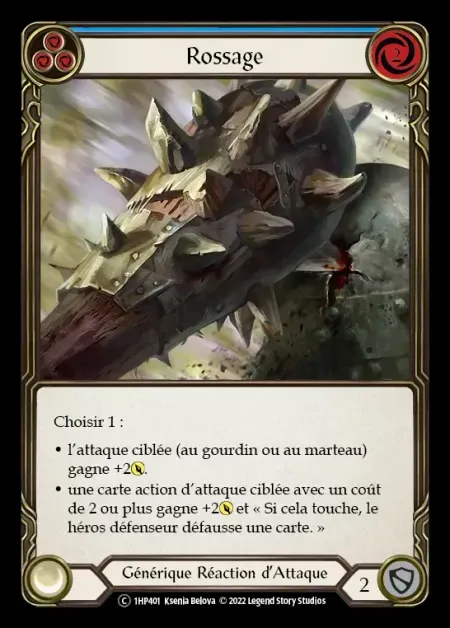 2
Rossage
Choisir 1 :
• l’attaque ciblée (au gourdin ou au marteau)
gagne +2.
• une carte action d’attaque ciblée avec un coût
de 2 ou plus gagne +2 et « Si cela touche, le
héros défenseur défausse une carte. »
Générique Réaction d’Attaque
2
C 1HP401 Ksenia Belova © 2022 Legend Story Studios